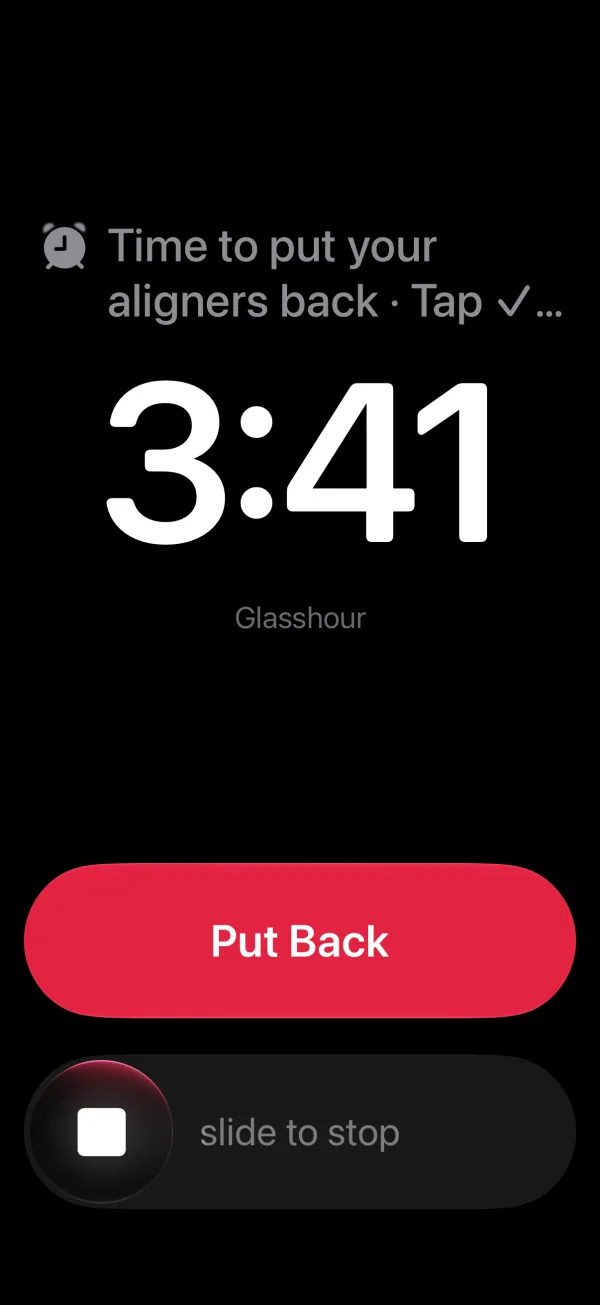 Time to put your
aligners back · Tap ✓...
3:41
Glasshour
Put Back
slide to stop